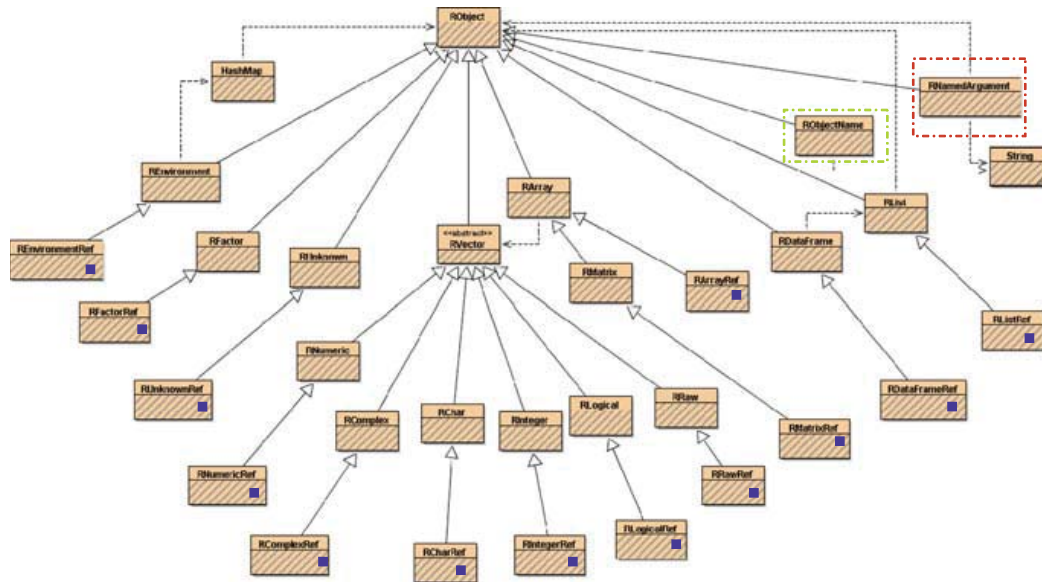 RObject
HashMap
RNamedArgument
RObjectName
String
REnvironment
RArray
RList
<<abstract>>
RVector
REnvironmentRef
RFactor
RUnknown
RDataFrame
RMatrix
RArrayRef
RFactorRef
RListRef
RNumeric
RUnknownRef
RDataFrameRef
RComplex
RChar
RInteger
RLogical
RRaw
RMatrixRef
RNumericRef
RRawRef
RComplexRef
RCharRef
RIntegerRef
RLogicalRef